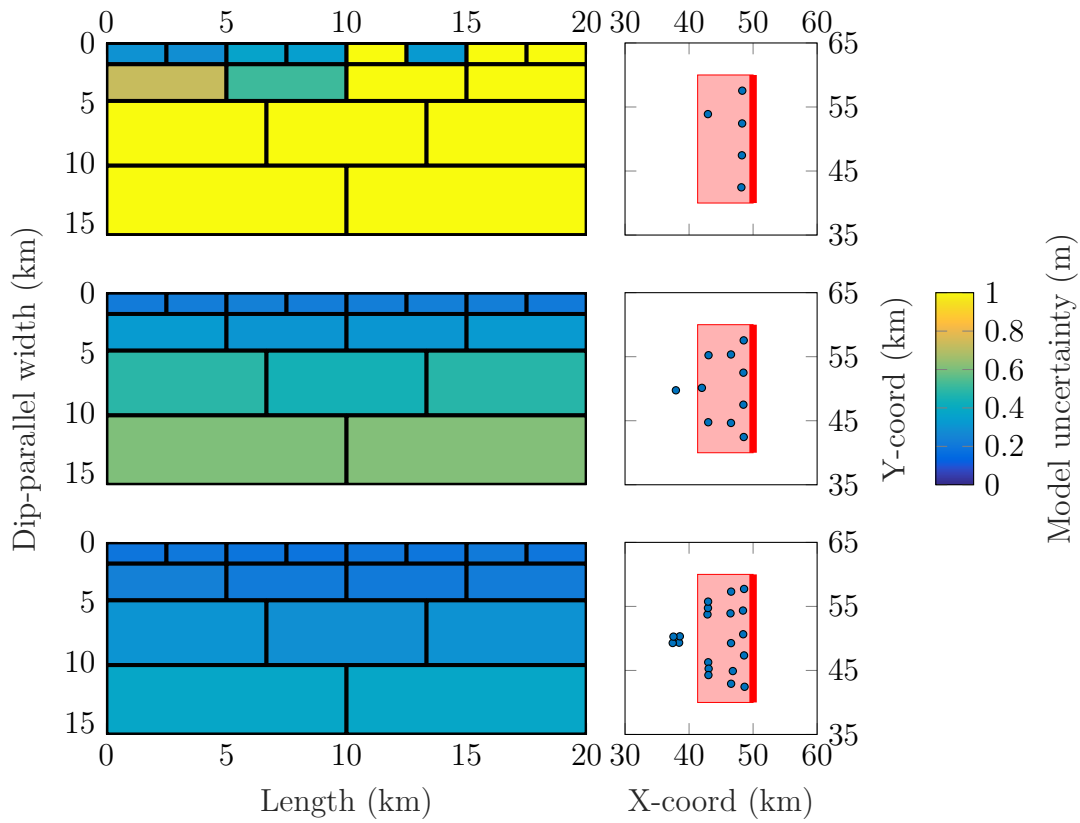 0 5 10 15 20 30 40 50 60
0 5 10 15
65 55 45 35
0 5 10 15
65 55 45 35
Dip-parallel width (km)
Y-coord (km)
1 0.8 0.6 0.4 0.2 0
Model uncertainty (m)
0 5 10 15
65 55 45 35
0 5 10 15 20 30 40 50 60
Length (km)
X-coord (km)